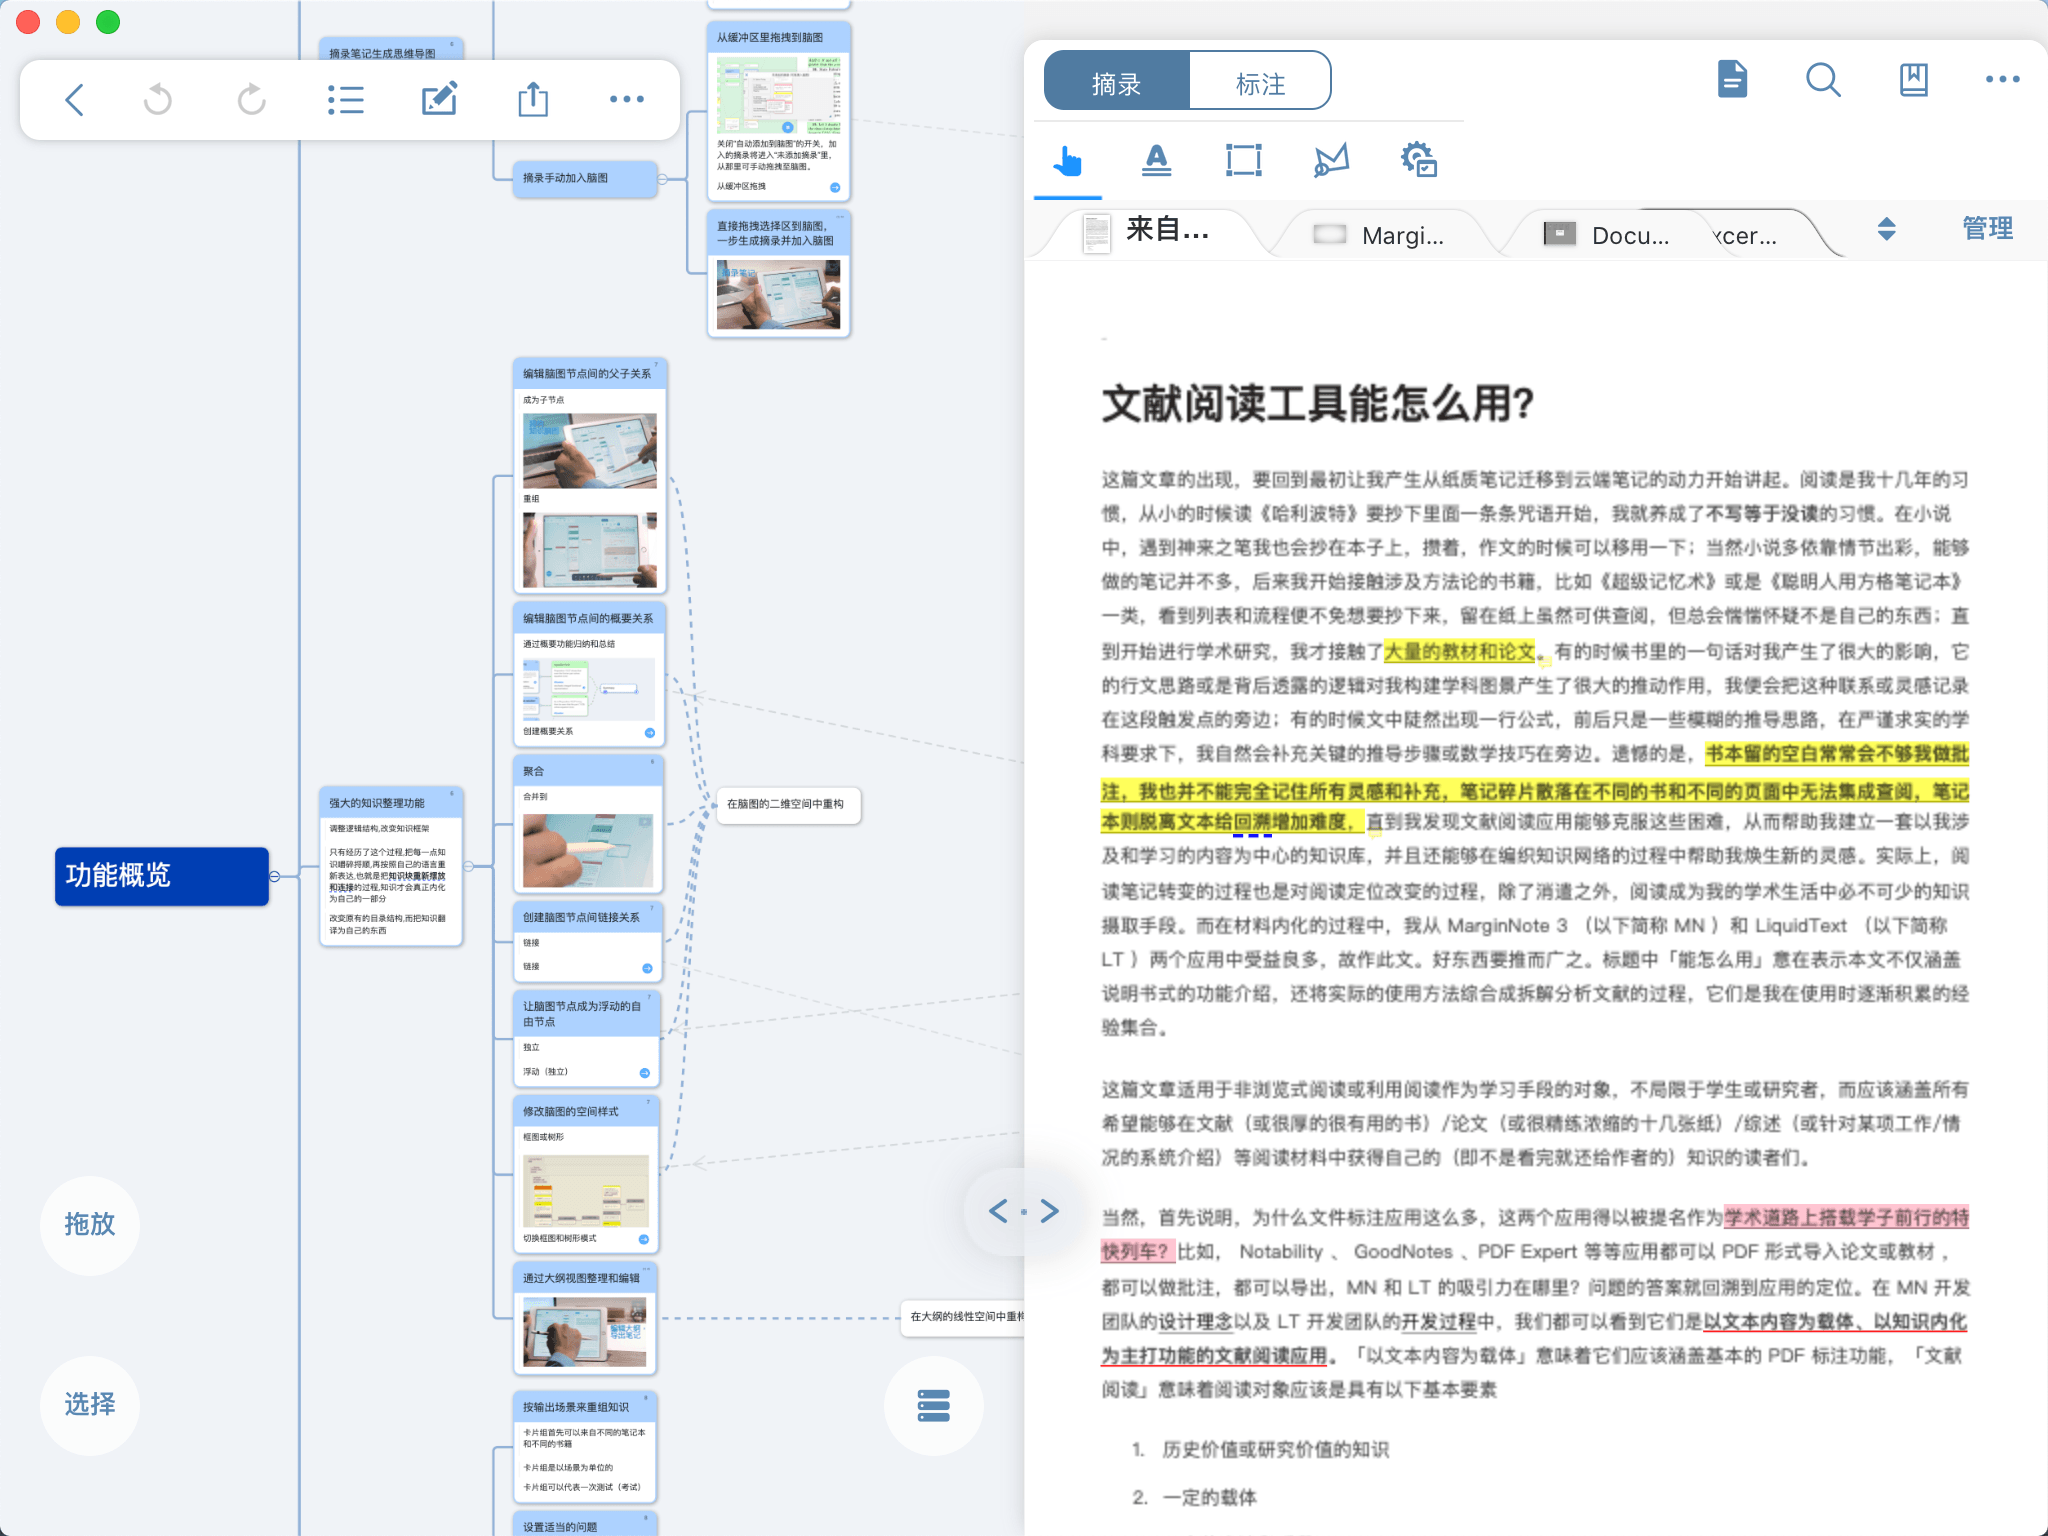 摘录笔记生成思维导图
摘录手动加入脑图
从缓冲区里拖拽到脑图
关闭“自动添加到脑图”的开关，加
入的摘录将进入“未添加摘录”里，
从那里可手动拖拽至脑图。
从缓冲区拖拽
直接拖拽选择区到脑图，
一步生成摘录并加入脑图
摘录笔记
编辑脑图节点间的父子关系
成为子节点
重组
编辑脑图节点间的概要关系
通过概要功能归纳和总结
创建概要关系
聚合
合并到
在脑图的二维空间中重构
强大的知识整理功能
调整逻辑结构,改变知识框架
只有经历了这个过程,把每一点知
识嚼碎捋顺,再按照自己的语言重
新表达,也就是把知识块重新摆放
和连接的过程,知识才会真正内化
为自己的一部分
改变原有的目录结构,而把知识翻
译为自己的东西
功能概览
创建脑图节点间链接关系
链接
链接
让脑图节点成为浮动的自
由节点
独立
浮动（独立）
修改脑图的空间样式
框图或树形
切换框图和树形模式
通过大纲视图整理和编辑
编辑大纲
导出笔记
在大纲的线性空间中重构
按输出场景来重组知识
卡片组首先可以来自不同的笔记本
和不同的书籍
卡片组是以场景为单位的
卡片组可以代表一次测试（考试）
设置适当的问题
拖放
选择
摘录
标注
来自...
Margi...
Docu...
xcer...
管理
文献阅读工具能怎么用?
这篇文章的出现，要回到最初让我产生从纸质笔记迁移到云端笔记的动力开始讲起。阅读是我十几年的习
惯，从小的时候读《哈利波特》要抄下里面一条条咒语开始，我就养成了不写等于没读的习惯。在小说
中，遇到神来之笔我也会抄在本子上，攒着，作文的时候可以移用一下；当然小说多依靠情节出彩，能够
做的笔记并不多，后来我开始接触涉及方法论的书籍，比如《超级记忆术》或是《聪明人用方格笔记本》
一类，看到列表和流程便不免想要抄下来，留在纸上虽然可供查阅，但总会惴惴怀疑不是自己的东西；直
到开始进行学术研究，我才接触了大量的教材和论文。有的时候书里的一句话对我产生了很大的影响，它
的行文思路或是背后透露的逻辑对我构建学科图景产生了很大的推动作用，我便会把这种联系或灵感记录
在这段触发点的旁边；有的时候文中陡然出现一行公式，前后只是一些模糊的推导思路，在严谨求实的学
科要求下，我自然会补充关键的推导步骤或数学技巧在旁边。遗憾的是，书本留的空白常常会不够我做批
注，我也并不能完全记住所有灵感和补充，笔记碎片散落在不同的书和不同的页面中无法集成查阅，笔记
本则脱离文本给回溯增加难度，直到我发现文献阅读应用能够克服这些困难，从而帮助我建立一套以我涉
及和学习的内容为中心的知识库，并且还能够在编织知识网络的过程中帮助我焕生新的灵感。实际上，阅
读笔记转变的过程也是对阅读定位改变的过程，除了消遣之外，阅读成为我的学术生活中必不可少的知识
摄取手段。而在材料内化的过程中，我从 MarginNote 3 （以下简称 MN ）和 LiquidText （以下简称
LT ）两个应用中受益良多，故作此文。好东西要推而广之。标题中「能怎么用」意在表示本文不仅涵盖
说明书式的功能介绍，还将实际的使用方法综合成拆解分析文献的过程，它们是我在使用时逐渐积累的经
验集合。
这篇文章适用于非浏览式阅读或利用阅读作为学习手段的对象，不局限于学生或研究者，而应该涵盖所有
希望能够在文献（或很厚的很有用的书）/论文（或很精练浓缩的十几张纸）/综述（或针对某项工作/情
况的系统介绍）等阅读材料中获得自己的（即不是看完就还给作者的）知识的读者们。
当然，首先说明，为什么文件标注应用这么多，这两个应用得以被提名作为学术道路上搭载学子前行的特
快列车？比如， Notability 、 GoodNotes 、PDF Expert 等等应用都可以 PDF 形式导入论文或教材，
都可以做批注，都可以导出，MN 和 LT 的吸引力在哪里？问题的答案就回溯到应用的定位。在 MN 开发
团队的设计理念以及 LT 开发团队的开发过程中，我们都可以看到它们是以文本内容为载体、以知识内化
为主打功能的文献阅读应用。「以文本内容为载体」意味着它们应该涵盖基本的 PDF 标注功能，「文献
阅读」意味着阅读对象应该是具有以下基本要素
1. 历史价值或研究价值的知识
2. 一定的载体